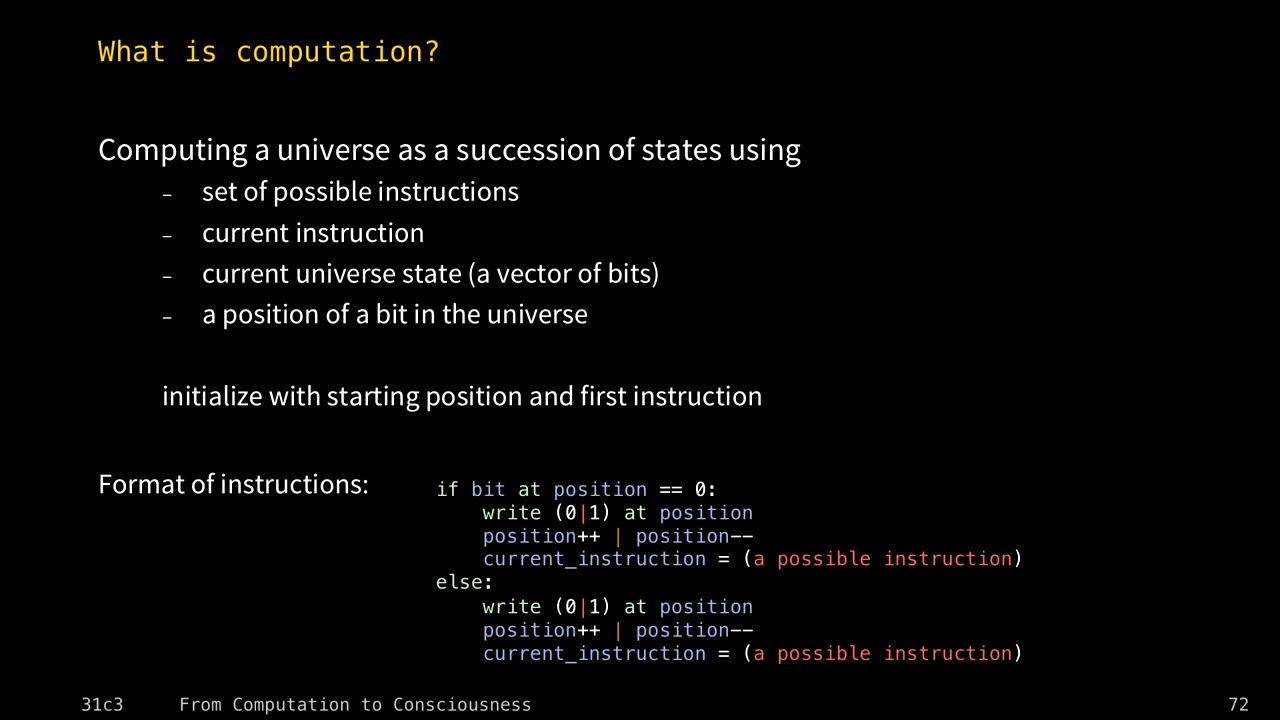 What is computation?
Computing a universe as a succession of states using
– set of possible instructions
– current instruction
– current universe state (a vector of bits)
– a position of a bit in the universe
initialize with starting position and first instruction
Format of instructions:
if bit at position == 0:
    write (0|1) at position
    position++ | position--
    current_instruction = (a possible instruction)
else:
    write (0|1) at position
    position++ | position--
    current_instruction = (a possible instruction)
31c3 From Computation to Consciousness 72